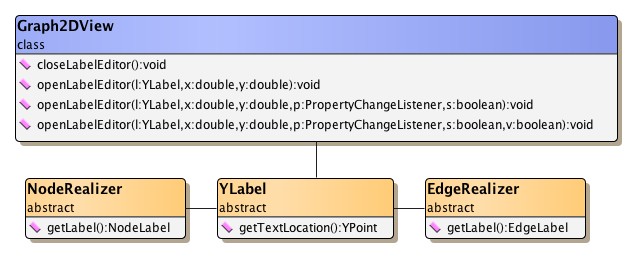 Graph2DView
class
closeLabelEditor():void
openLabelEditor(l:YLabel,x:double,y:double):void
openLabelEditor(l:YLabel,x:double,y:double,p:PropertyChangeListener,s:boolean):void
openLabelEditor(l:YLabel,x:double,y:double,p:PropertyChangeListener,s:boolean,v:boolean):void
NodeRealizer
abstract
getLabel():NodeLabel
YLabel
abstract
getTextLocation():YPoint
EdgeRealizer
abstract
getLabel():EdgeLabel